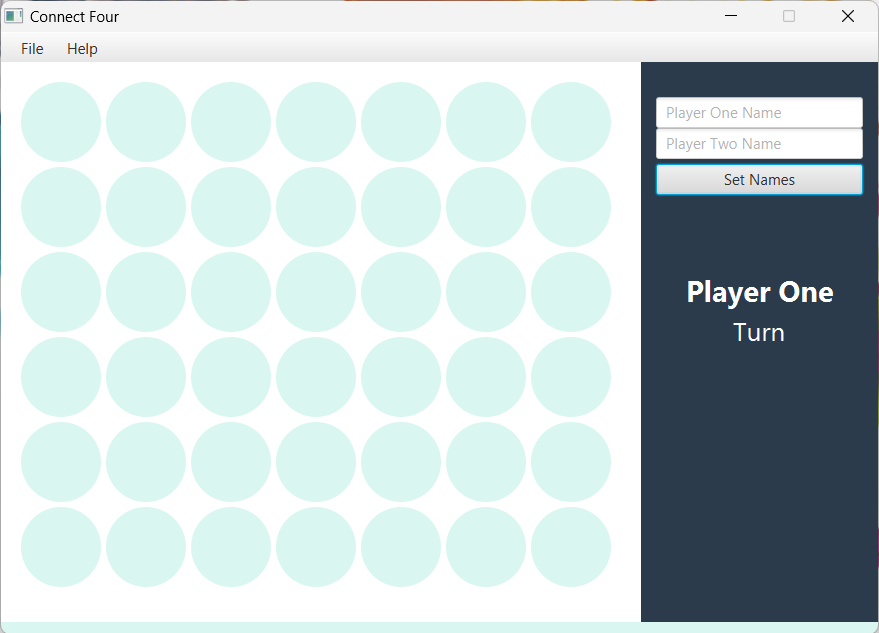 Connect Four
File Help
Player One Name
Player Two Name
Set Names
Player One
Turn